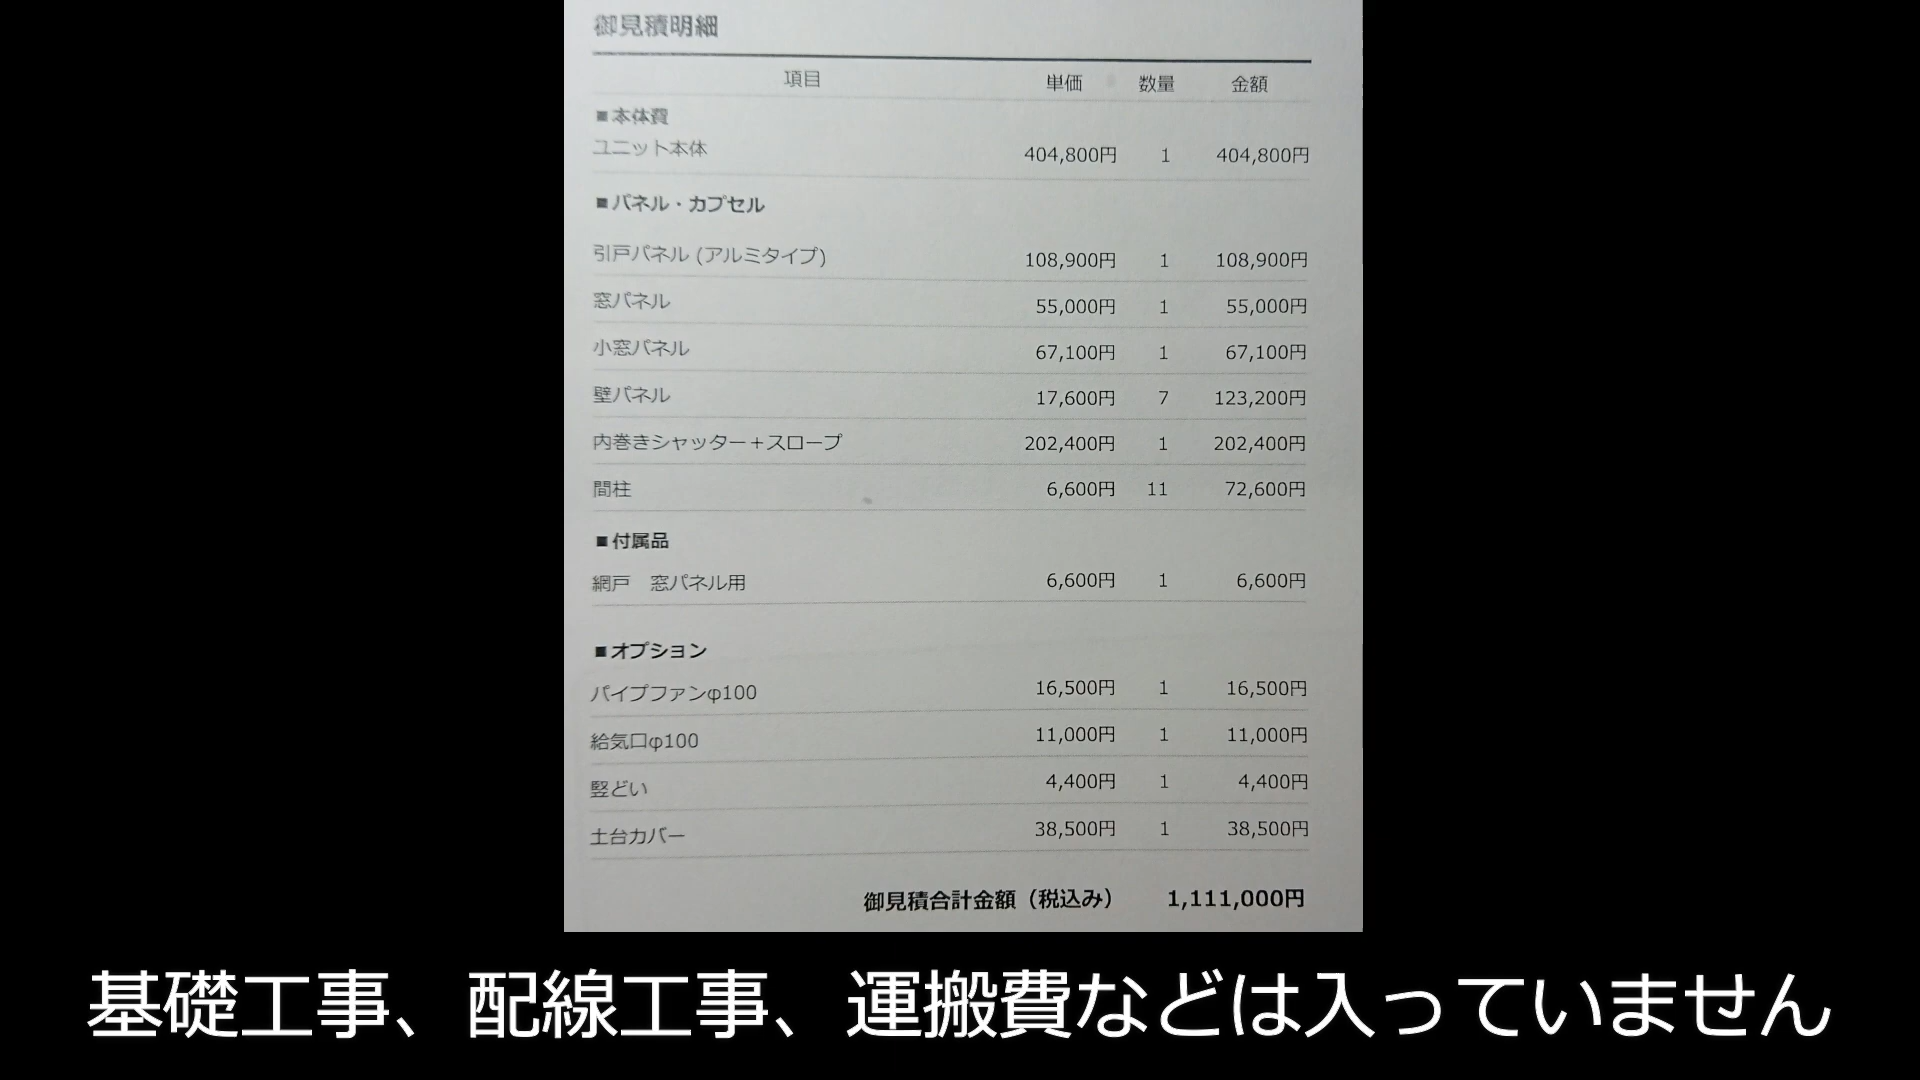 御見積明細
項目 単価 数量 金額
■本体費
ユニット本体 404,800円 1 404,800円
■パネル・カプセル
引戸パネル (アルミタイプ) 108,900円 1 108,900円
窓パネル 55,000円 1 55,000円
小窓パネル 67,100円 1 67,100円
壁パネル 17,600円 7 123,200円
内巻きシャッター＋スロープ 202,400円 1 202,400円
間柱 6,600円 11 72,600円
■付属品
網戸　窓パネル用 6,600円 1 6,600円
■オプション
パイプファンφ100 16,500円 1 16,500円
給気口φ100 11,000円 1 11,000円
竪どい 4,400円 1 4,400円
土台カバー 38,500円 1 38,500円
御見積合計金額（税込み） 1,111,000円
基礎工事、配線工事、運搬費などは入っていません